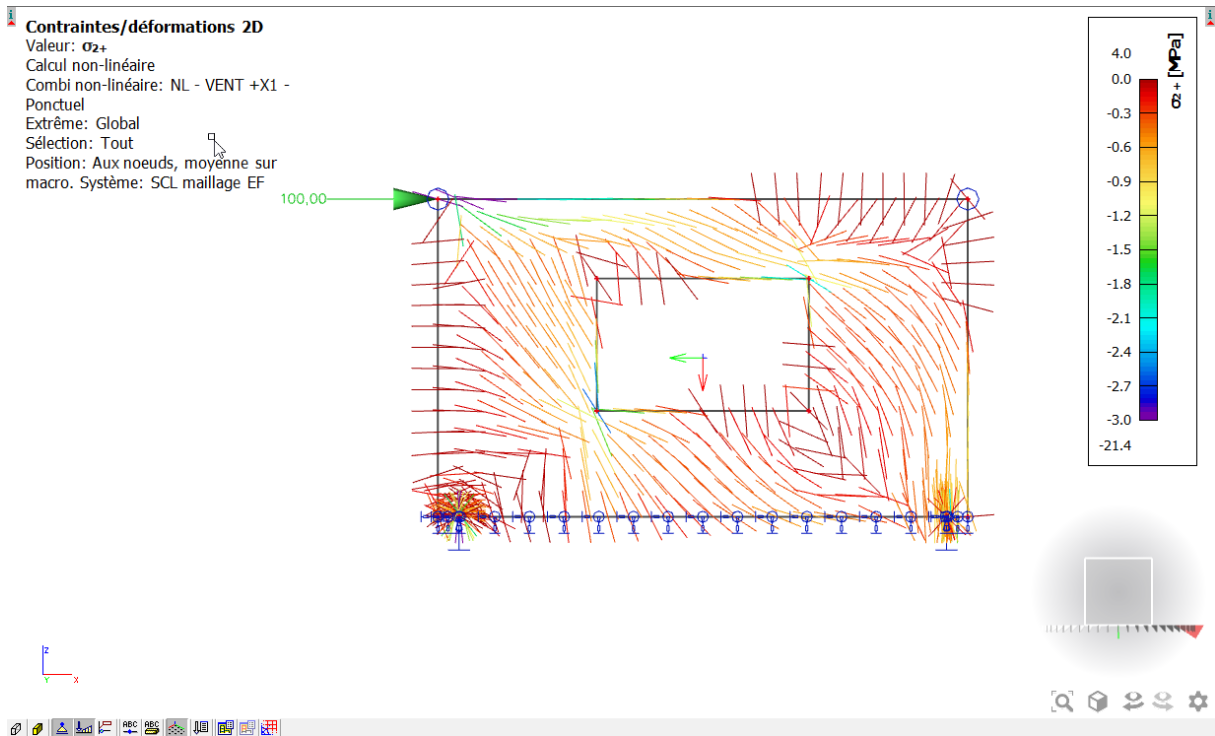 Contraintes/déformations 2D
Valeur: σ2+
Calcul non-linéaire
Combi non-linéaire: NL - VENT +X1 -
Ponctuel
Extrême: Global
Sélection: Tout
Position: Aux noeuds, moyenne sur
macro. Système: SCL maillage EF
100,00
σ2+ [MPa]
4.0
0.0
-0.3
-0.6
-0.9
-1.2
-1.5
-1.8
-2.1
-2.4
-2.7
-3.0
-21.4
Z
Y
X
ABC
ABC